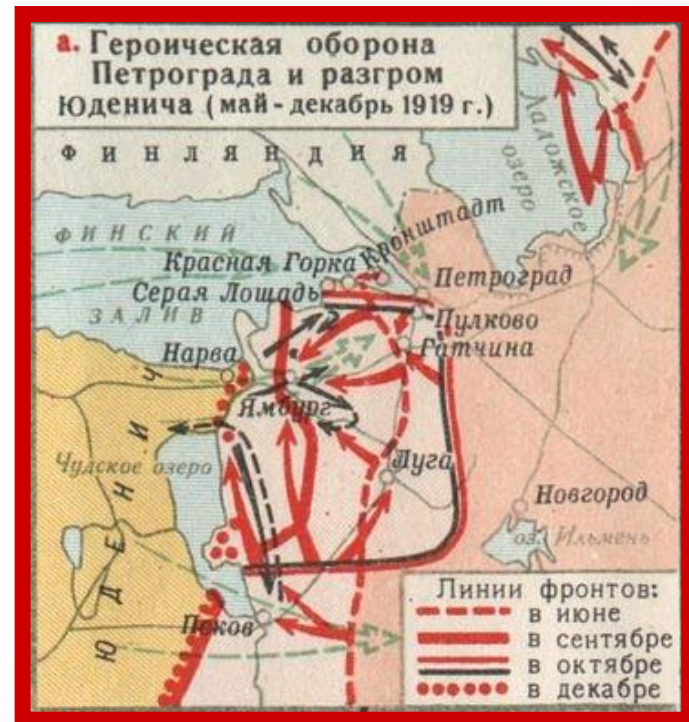 а. Героическая оборона
Петрограда и разгром
Юденича (май - декабрь 1919 г.)
ФИНЛЯНДИЯ
Ладожское
озеро
ФИНСКИЙ
ЗАЛИВ
Кронштадт
Красная Горка
Серая Лошадь
Петроград
Пулково
Гатчина
Нарва
Ямбург
Чудское озеро
Луга
Новгород
оз. Ильмень
ЮДЕНИЧ
Псков
Линии фронтов:
в июне
в сентябре
в октябре
в декабре